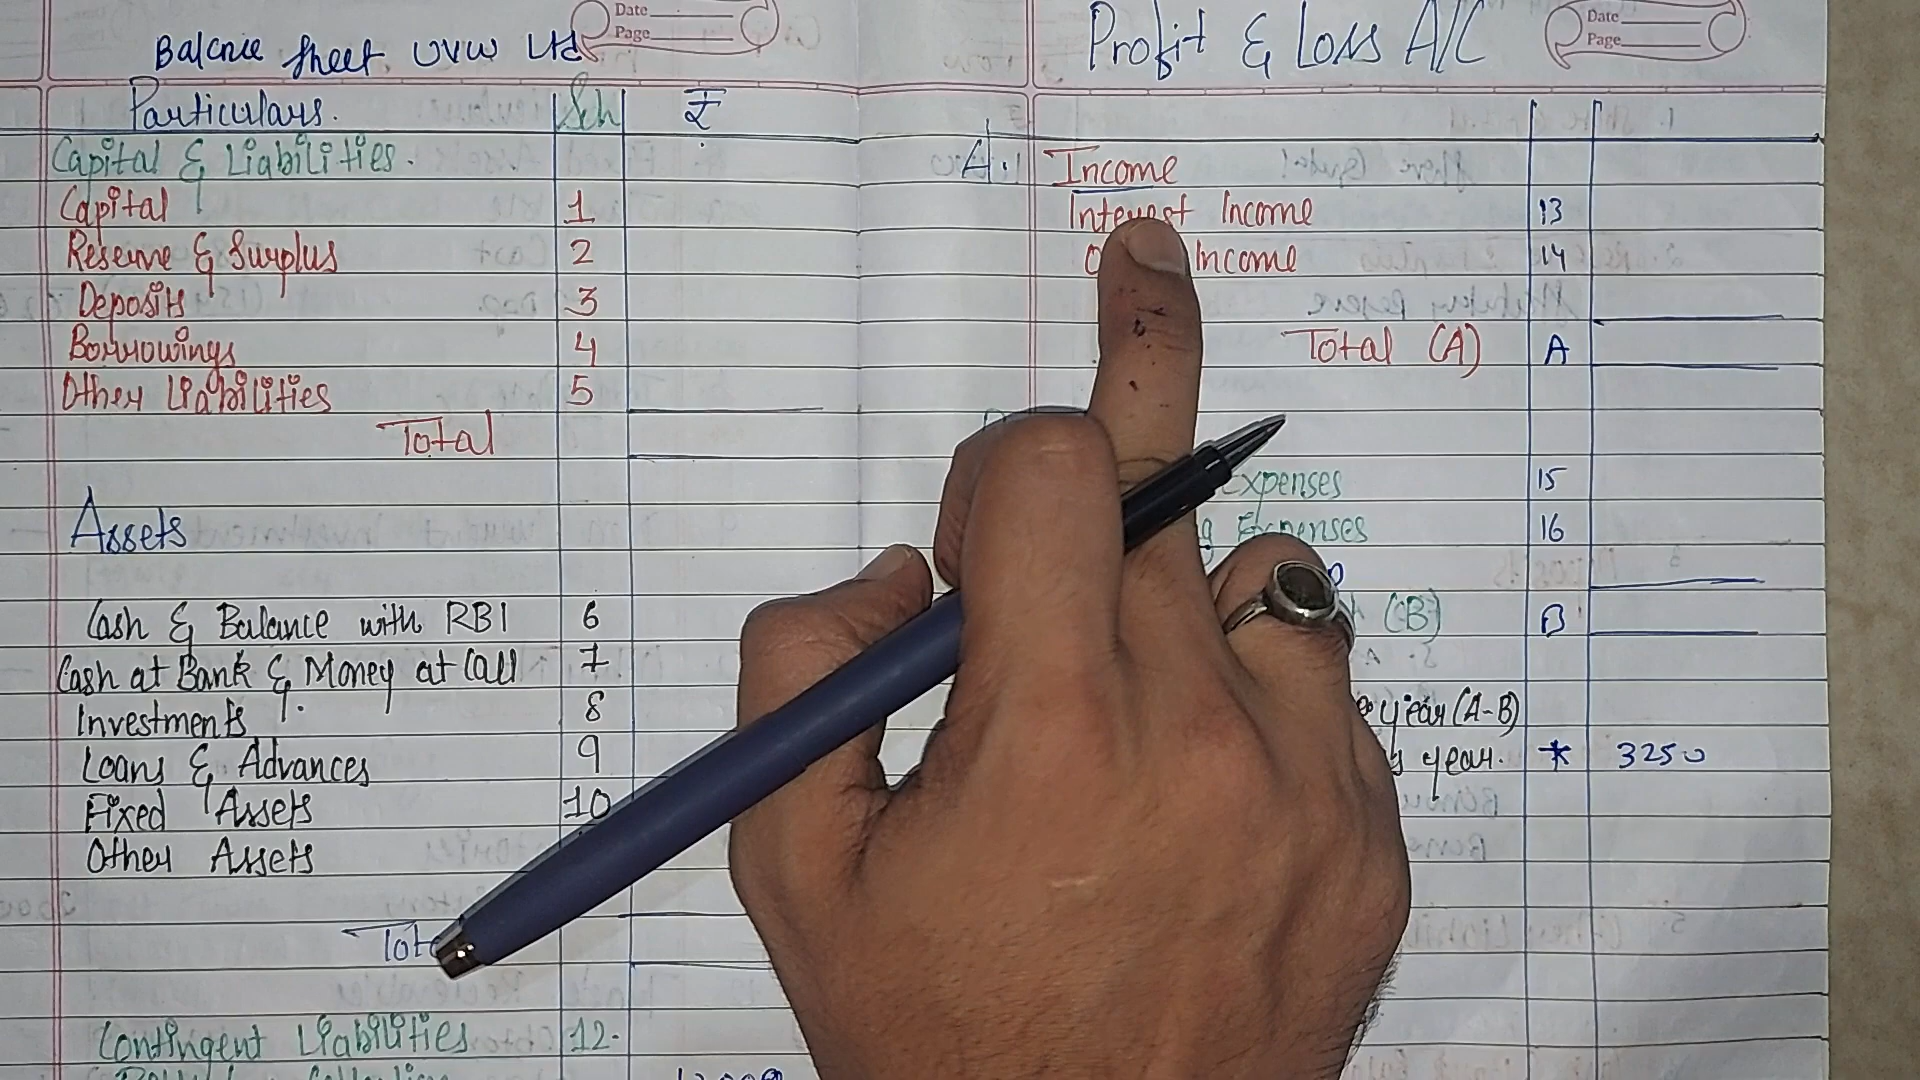 Date
Page
Balance Sheet UVW Ltd
Particulars. Sch ₹
Capital & Liabilities.
Capital 1
Reserve & Surplus 2
Deposits 3
Borrowings 4
Other Liabilities 5
Total
Assets
Cash & Balance with RBI 6
Cash at Bank & Money at Call 7
Investments 8
Loans & Advances 9
Fixed Assets 10
Other Assets
Contingent Liabilities 12.
Date
Page
Profit & Loss A/C
A. Income
Interest Income 13
Income 14
Total (A) A
Expenses 15
Expenses 16
(B) B
year (A-B)
year. * 3250